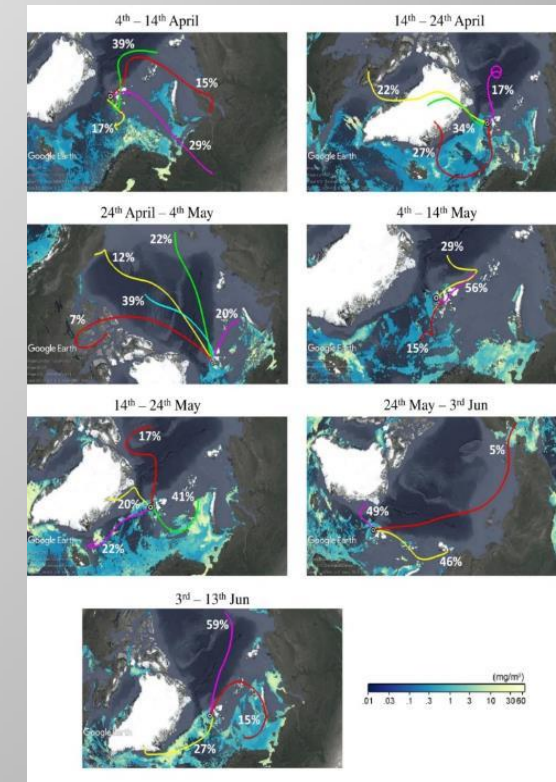 4th – 14th April
39%
15%
17%
29%
Google Earth
14th – 24th April
22%
17%
34%
27%
Google Earth
24th April – 4th May
22%
12%
39%
7%
20%
Google Earth
4th – 14th May
29%
56%
15%
Google Earth
14th – 24th May
17%
41%
20%
22%
Google Earth
24th May – 3rd Jun
5%
49%
46%
Google Earth
3rd – 13th Jun
59%
15%
27%
Google Earth
(mg/m³)
.01 .03 .1 .3 1 3 10 30 60